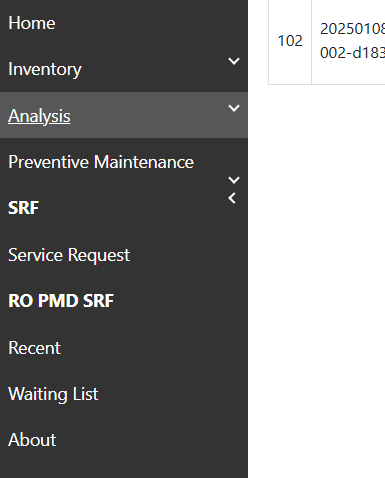 Home
Inventory
Analysis
Preventive Maintenance
SRF
Service Request
RO PMD SRF
Recent
Waiting List
About
102
20250108
002-d183